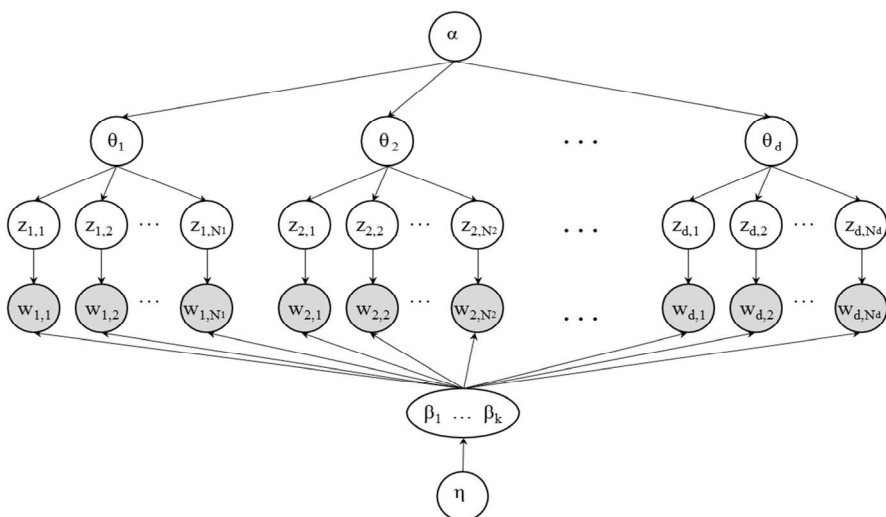 α
θ₁ θ₂ ... θd
z₁,₁ z₁,₂ ... z₁,N¹ z₂,₁ z₂,₂ ... z₂,N² ... zd,₁ zd,₂ ... zd,Nd
w₁,₁ w₁,₂ ... w₁,N¹ w₂,₁ w₂,₂ ... w₂,N² ... wd,₁ wd,₂ ... wd,Nd
β₁ ... βk
η